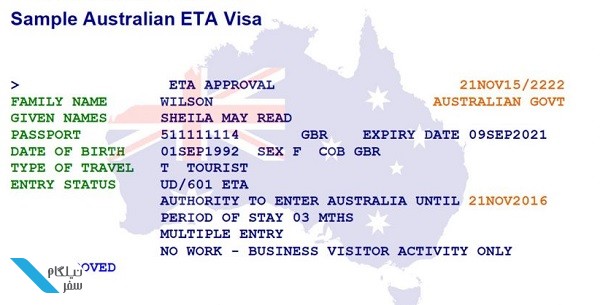 Sample Australian ETA Visa
> ETA APPROVAL 21NOV15/2222
FAMILY NAME WILSON AUSTRALIAN GOVT
GIVEN NAMES SHEILA MAY READ
PASSPORT 511111114 GBR EXPIRY DATE 09SEP2021
DATE OF BIRTH 01SEP1992 SEX F COB GBR
TYPE OF TRAVEL T TOURIST
ENTRY STATUS UD/601 ETA
AUTHORITY TO ENTER AUSTRALIA UNTIL 21NOV2016
PERIOD OF STAY 03 MTHS
MULTIPLE ENTRY
NO WORK - BUSINESS VISITOR ACTIVITY ONLY
OVED
نیلگام
سفر